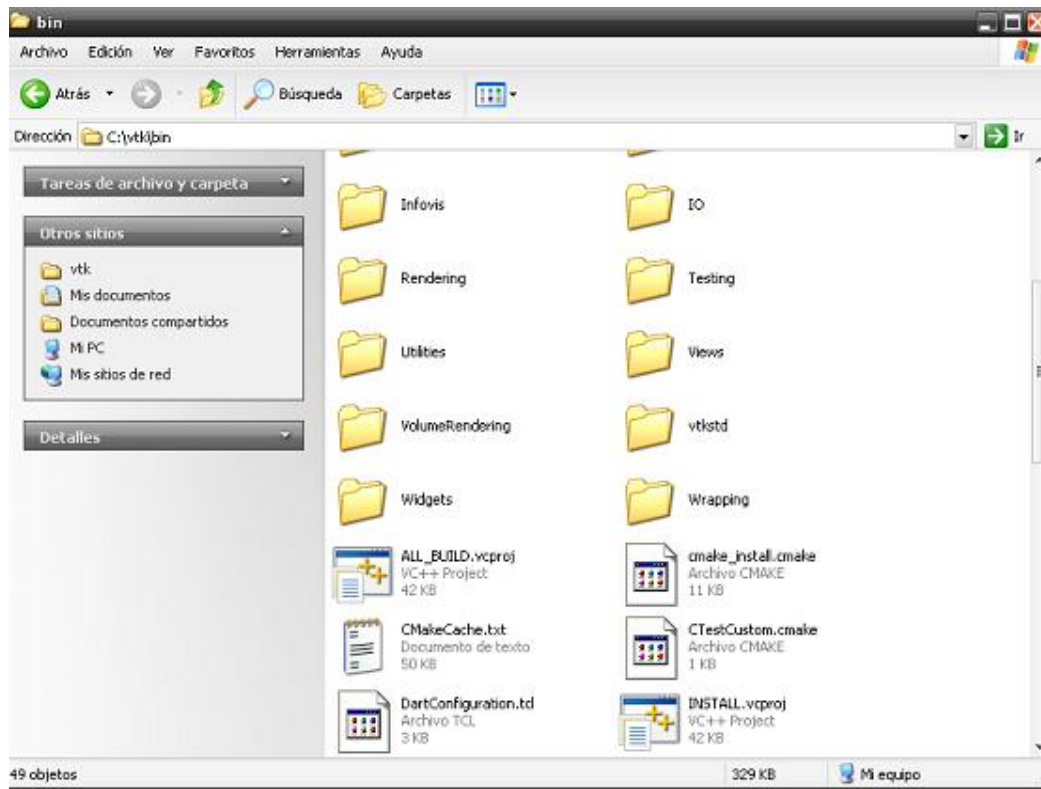 bin
Archivo Edición Ver Favoritos Herramientas Ayuda
Atrás Búsqueda Carpetas
Dirección C:\vtk\bin Ir
Tareas de archivo y carpeta
Otros sitios
vtk
Mis documentos
Documentos compartidos
Mi PC
Mis sitios de red
Detalles
Infovis
IO
Rendering
Testing
Utilities
Views
VolumeRendering
vtkstd
Widgets
Wrapping
ALL_BUILD.vcproj
VC++ Project
42 KB
cmake_install.cmake
Archivo CMAKE
11 KB
CMakeCache.txt
Documento de texto
50 KB
CTestCustom.cmake
Archivo CMAKE
1 KB
DartConfiguration.tcl
Archivo TCL
3 KB
INSTALL.vcproj
VC++ Project
42 KB
49 objetos 329 KB Mi equipo